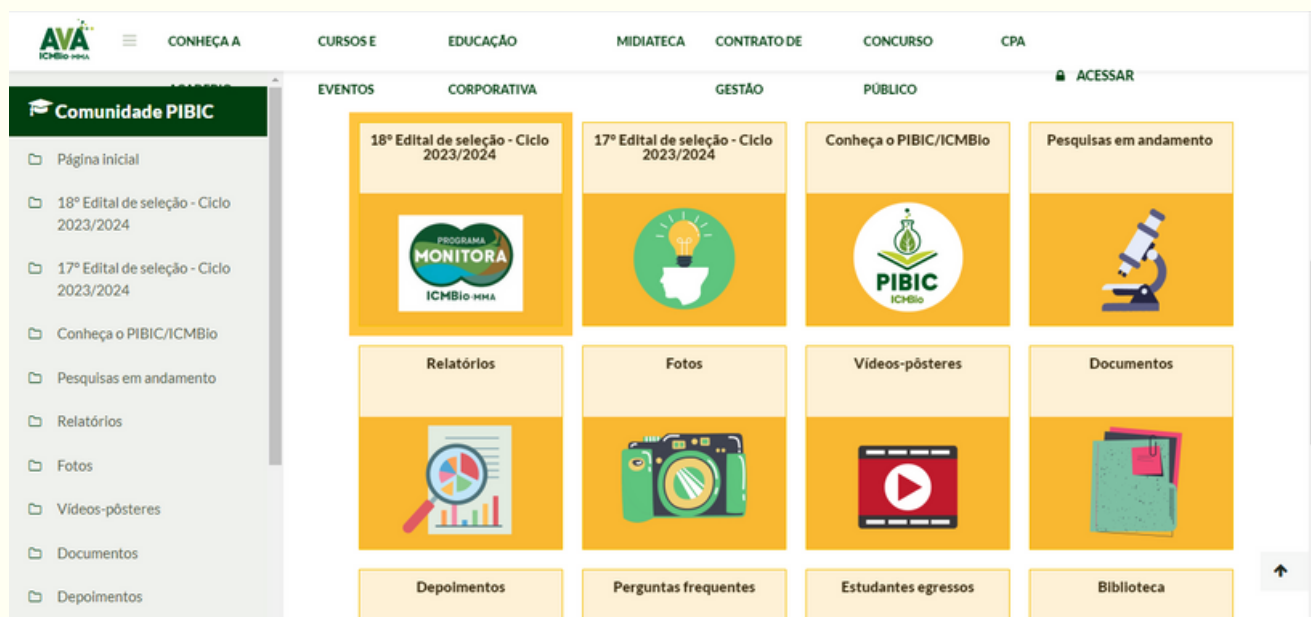 AVA
ICMBio-MMA
CONHEÇA A
CURSOS E
EVENTOS
EDUCAÇÃO
CORPORATIVA
MIDIATECA
CONTRATO DE
GESTÃO
CONCURSO
PÚBLICO
CPA
ACESSAR
Comunidade PIBIC
Página inicial
18° Edital de seleção - Ciclo
2023/2024
17° Edital de seleção - Ciclo
2023/2024
Conheça o PIBIC/ICMBio
Pesquisas em andamento
Relatórios
Fotos
Vídeos-pôsteres
Documentos
Depoimentos
18° Edital de seleção - Ciclo
2023/2024
PROGRAMA
MONITORA
ICMBio-MMA
17° Edital de seleção - Ciclo
2023/2024
Conheça o PIBIC/ICMBio
PIBIC
ICMBio
Pesquisas em andamento
Relatórios
Fotos
Vídeos-pôsteres
Documentos
Depoimentos
Perguntas frequentes
Estudantes egressos
Biblioteca